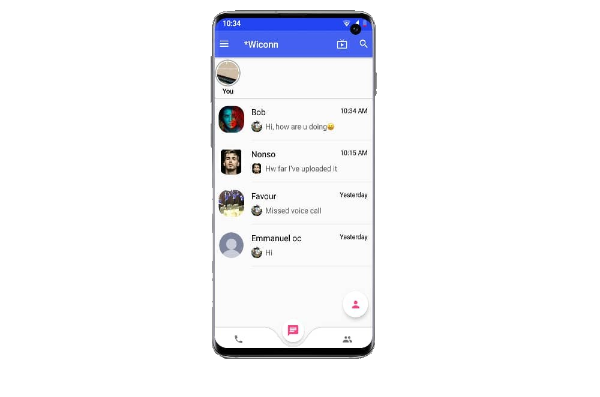 10:34
*Wiconn
You
Bob
10:34 AM
Hi, how are u doing😀
Nonso
10:15 AM
Hw far I've uploaded it
Favour
Yesterday
Missed voice call
Emmanuel oc
Yesterday
Hi